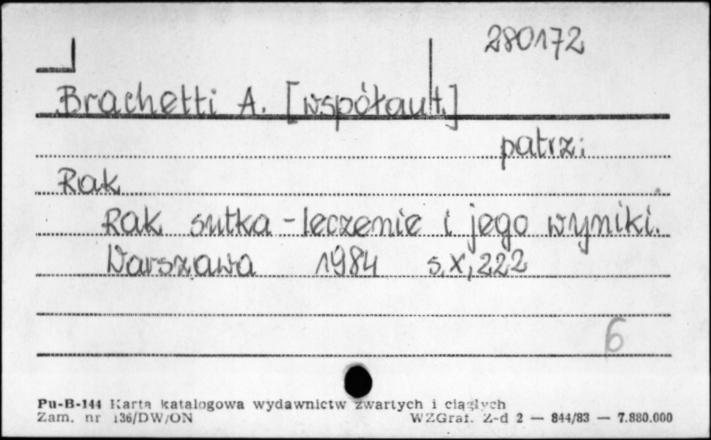 280172
Brachetti A. [współaut.]
patrz:
Rak
Rak sutka - leczenie i jego wyniki.
Warszawa 1984 s. X, 222
6
Pu-B-144 Karta katalogowa wydawnictw zwartych i ciągłych
Zam. nr 136/DW/ON WZGraf. Z-d 2 — 844/83 — 7.880.000